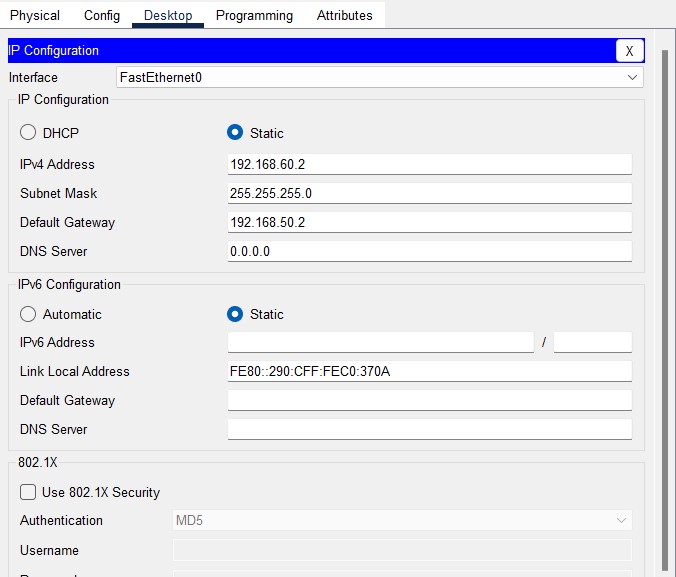 Physical Config Desktop Programming Attributes
IP Configuration X
Interface FastEthernet0
IP Configuration
DHCP Static
IPv4 Address 192.168.60.2
Subnet Mask 255.255.255.0
Default Gateway 192.168.50.2
DNS Server 0.0.0.0
IPv6 Configuration
Automatic Static
IPv6 Address /
Link Local Address FE80::290:CFF:FEC0:370A
Default Gateway
DNS Server
802.1X
Use 802.1X Security
Authentication MD5
Username